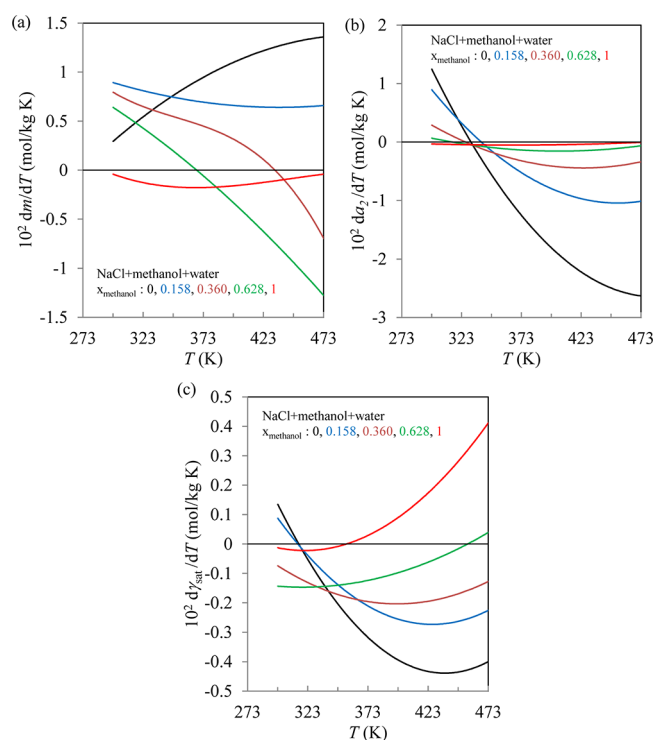 (a)
1.5
1
0.5
0
-0.5
-1
-1.5
10² dm/dT (mol/kg K)
NaCl+methanol+water
xmethanol : 0, 0.158, 0.360, 0.628, 1
273 323 373 423 473
T (K)
(b)
2
1
0
-1
-2
-3
10² da₂/dT (mol/kg K)
NaCl+methanol+water
xmethanol : 0, 0.158, 0.360, 0.628, 1
273 323 373 423 473
T (K)
(c)
0.5
0.4
0.3
0.2
0.1
0
-0.1
-0.2
-0.3
-0.4
-0.5
10² dγsat/dT (mol/kg K)
NaCl+methanol+water
xmethanol : 0, 0.158, 0.360, 0.628, 1
273 323 373 423 473
T (K)